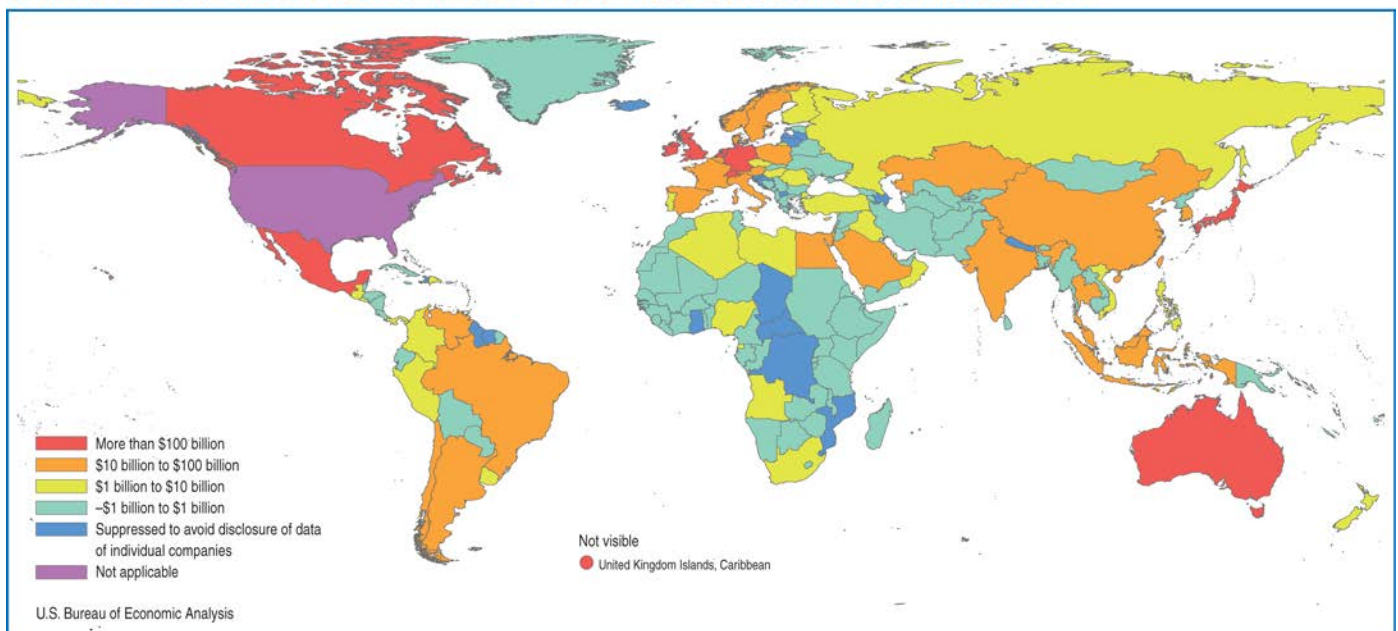 More than $100 billion
$10 billion to $100 billion
$1 billion to $10 billion
–$1 billion to $1 billion
Suppressed to avoid disclosure of data
of individual companies
Not applicable
Not visible
United Kingdom Islands, Caribbean
U.S. Bureau of Economic Analysis